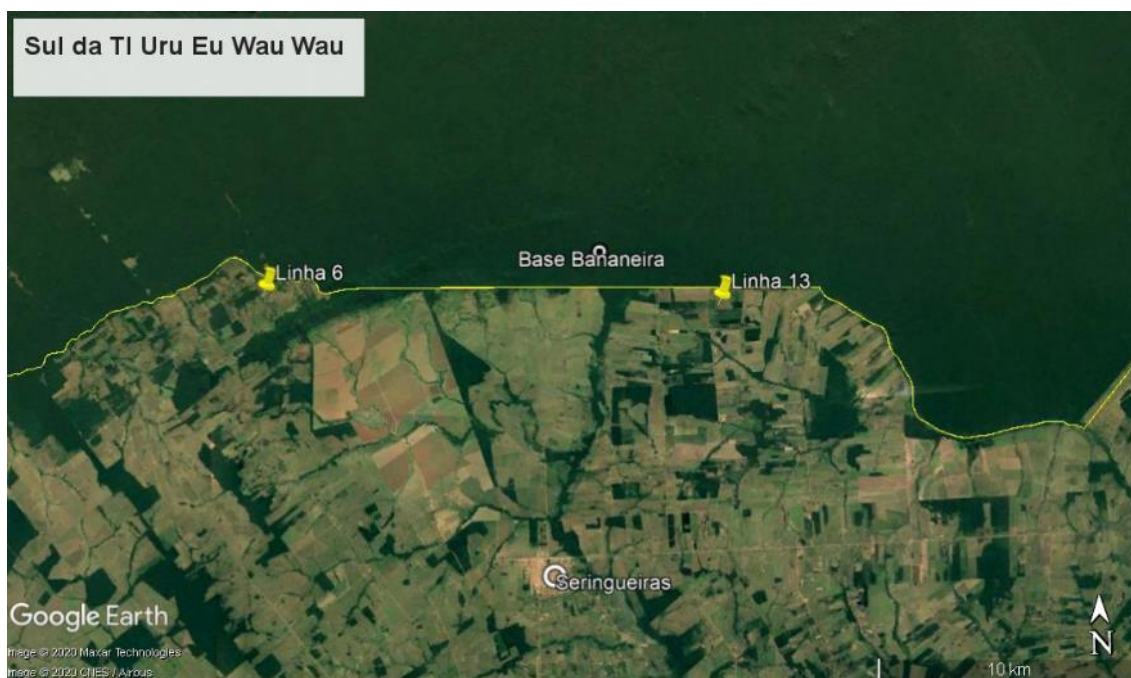 Sul da TI Uru Eu Wau Wau
Linha 6
Base Bananeira
Linha 13
Seringueiras
Google Earth
N
Image © 2020 Maxar Technologies
Image © 2020 CNES / Airbus
10 km